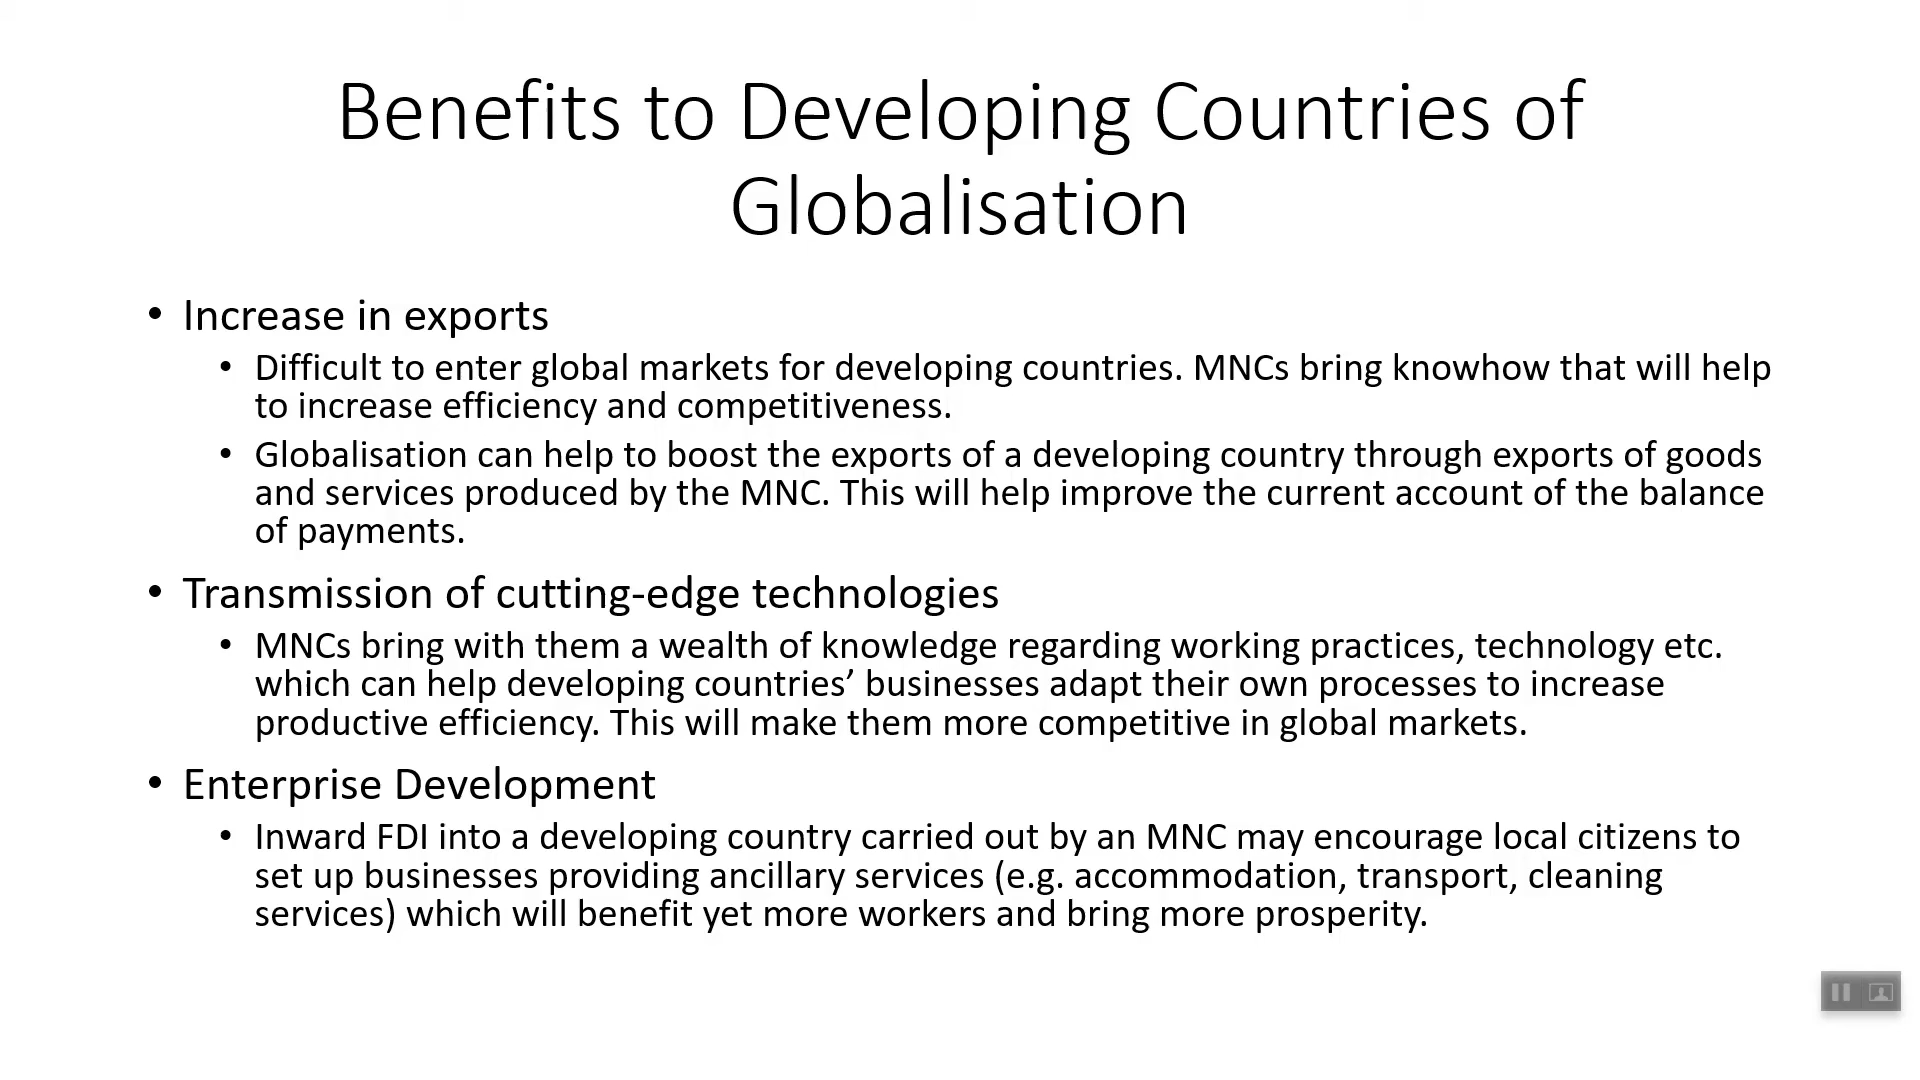 Benefits to Developing Countries of
Globalisation
• Increase in exports
• Difficult to enter global markets for developing countries. MNCs bring knowhow that will help
to increase efficiency and competitiveness.
• Globalisation can help to boost the exports of a developing country through exports of goods
and services produced by the MNC. This will help improve the current account of the balance
of payments.
• Transmission of cutting-edge technologies
• MNCs bring with them a wealth of knowledge regarding working practices, technology etc.
which can help developing countries’ businesses adapt their own processes to increase
productive efficiency. This will make them more competitive in global markets.
• Enterprise Development
• Inward FDI into a developing country carried out by an MNC may encourage local citizens to
set up businesses providing ancillary services (e.g. accommodation, transport, cleaning
services) which will benefit yet more workers and bring more prosperity.